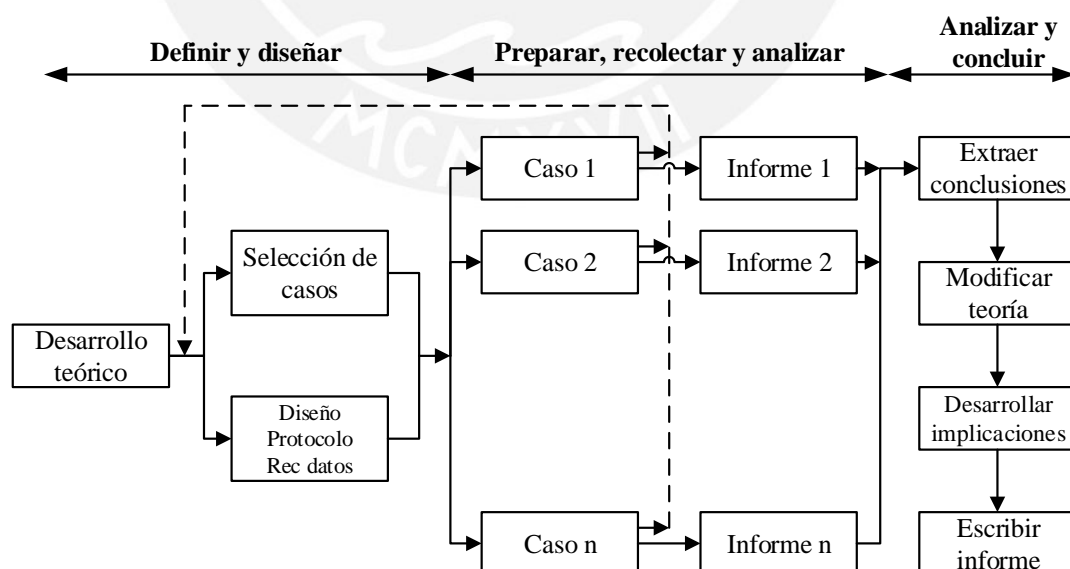 Definir y diseñar
Preparar, recolectar y analizar
Analizar y
concluir
MCMXVII
Caso 1
Informe 1
Extraer
conclusiones
Selección de
casos
Caso 2
Informe 2
Modificar
teoría
Desarrollo
teórico
Diseño
Protocolo
Rec datos
Desarrollar
implicaciones
Caso n
Informe n
Escribir
informe